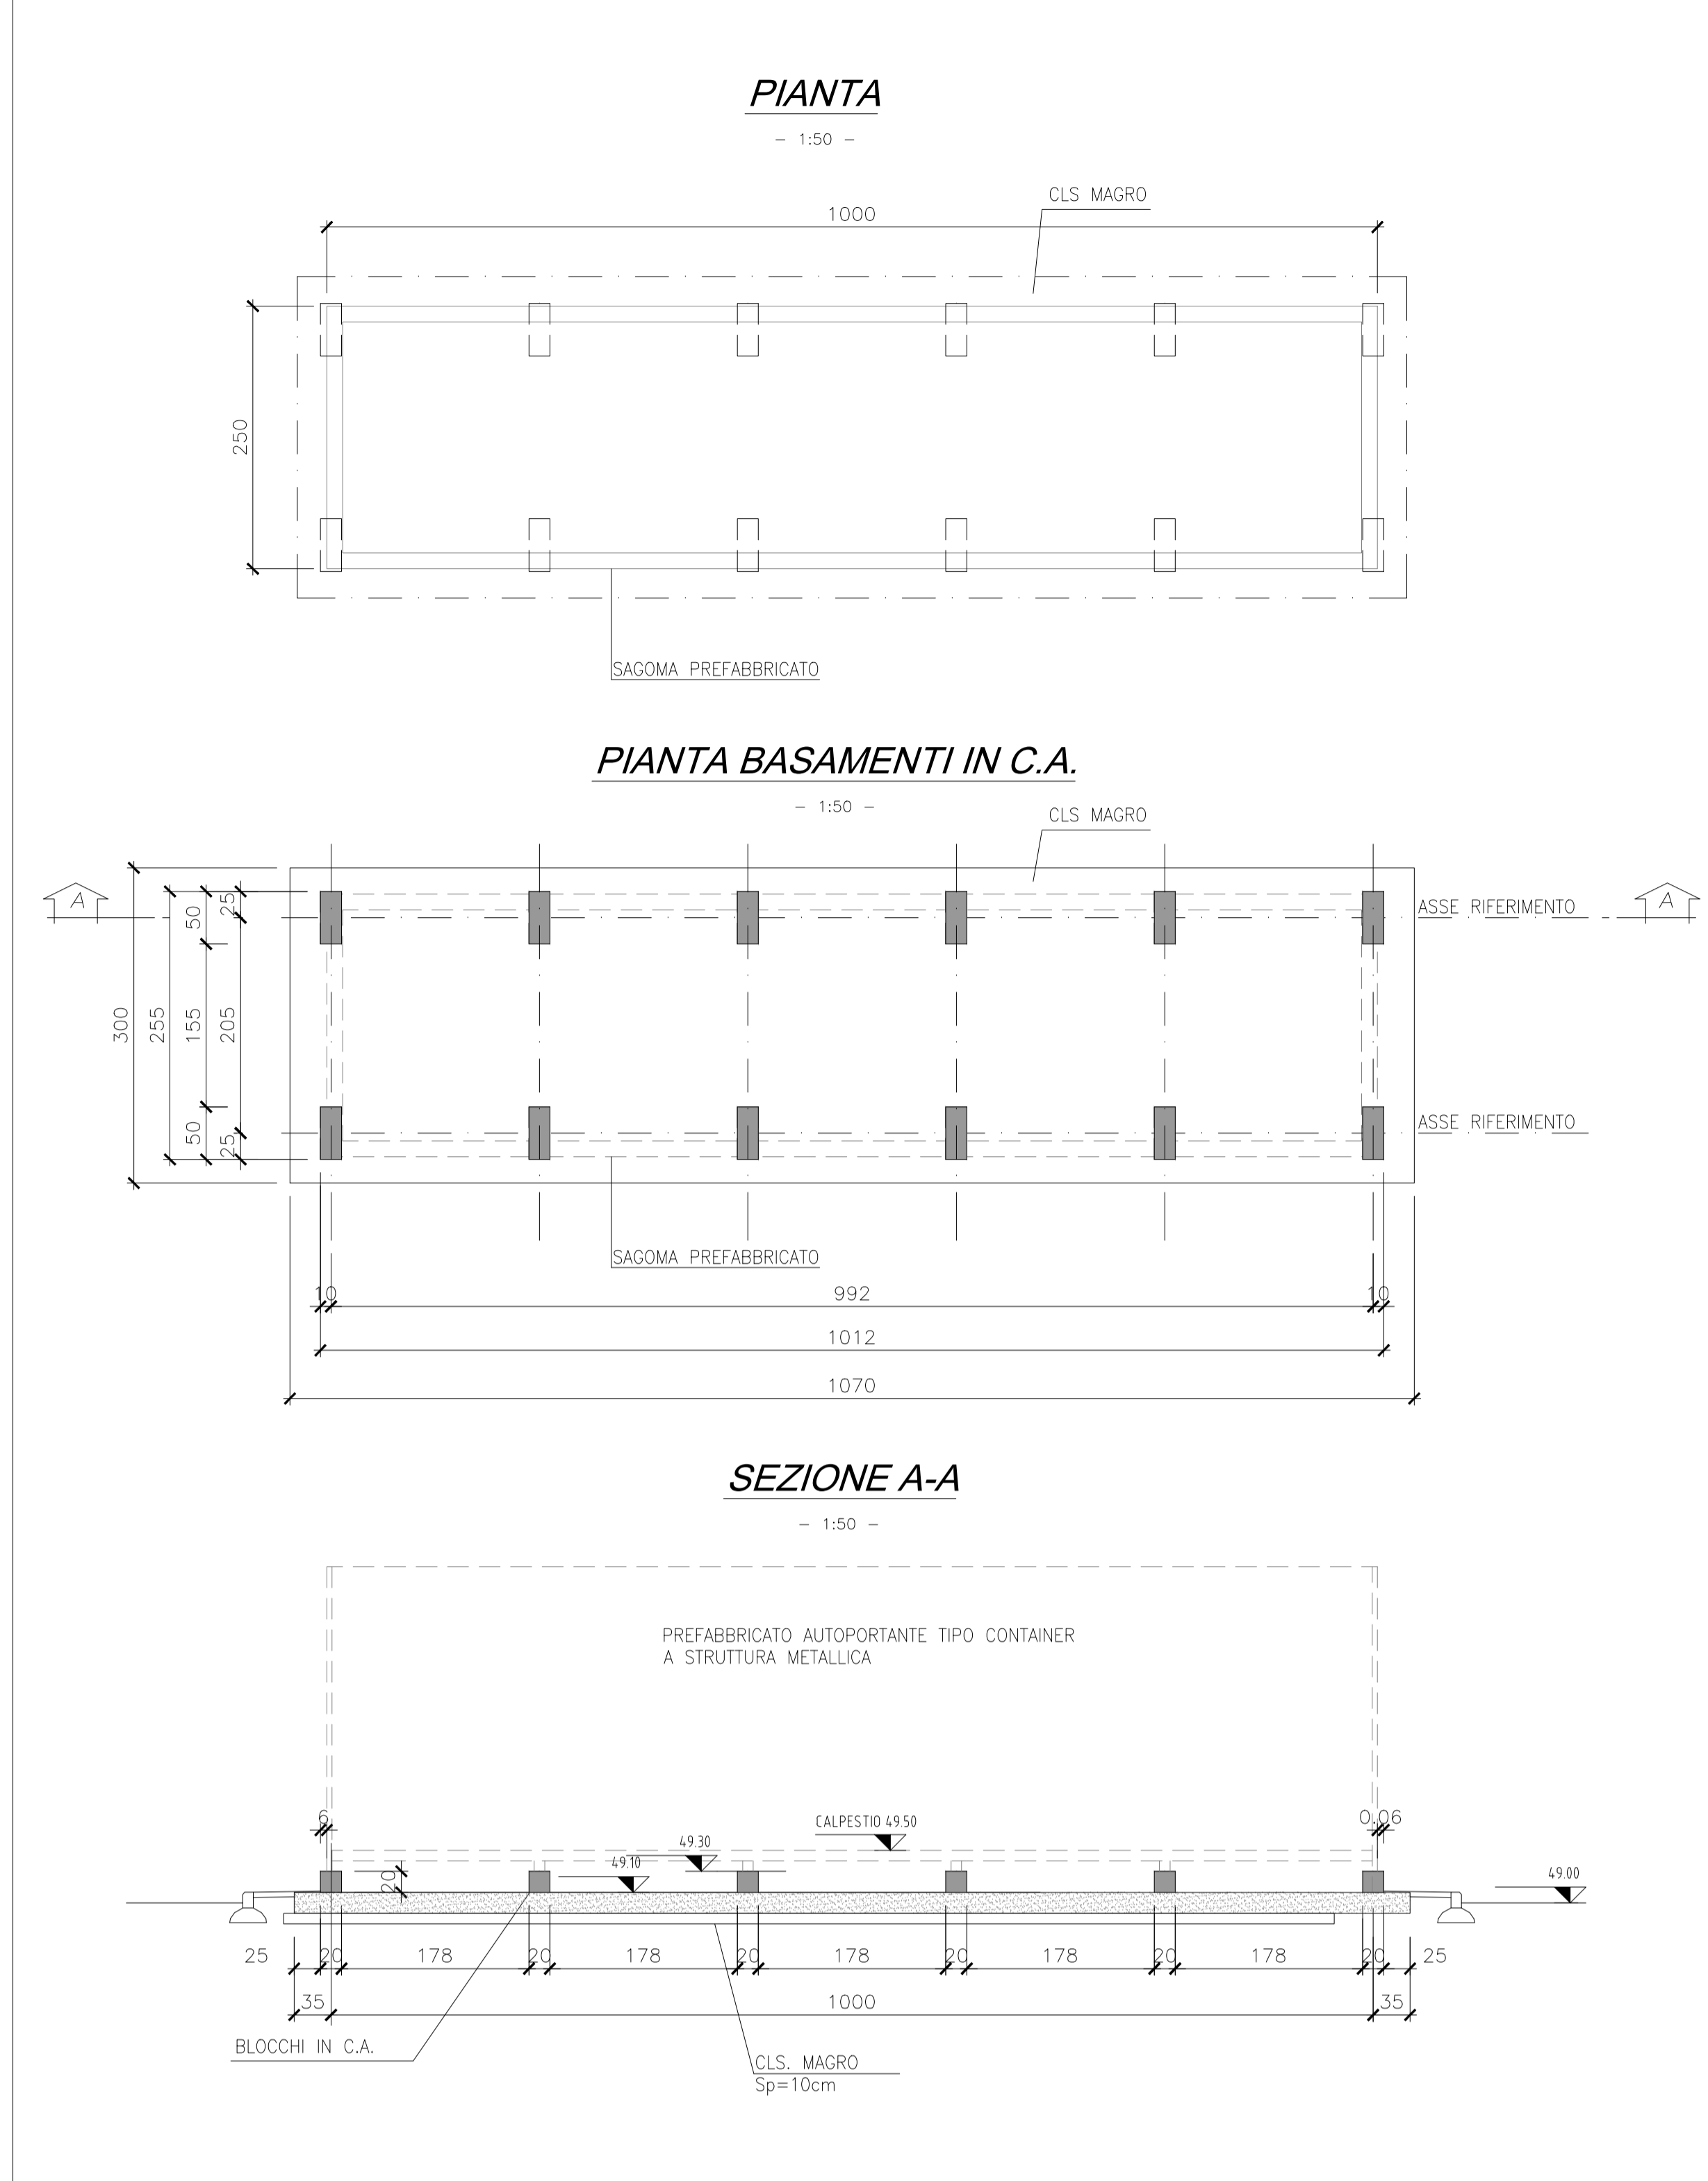 PIANTA
- 1:50 -
CLS MAGRO
1000
250
SAGOMA PREFABBRICATO
PIANTA BASAMENTI IN C.A.
- 1:50 -
CLS MAGRO
A
A
ASSE RIFERIMENTO
50
25
300
255
155
205
50
25
ASSE RIFERIMENTO
SAGOMA PREFABBRICATO
10
992
10
1012
1070
SEZIONE A-A
- 1:50 -
PREFABBRICATO AUTOPORTANTE TIPO CONTAINER
A STRUTTURA METALLICA
6
CALPESTIO 49.50
0.06
49.30
49.10
20
49.00
25
20
178
20
178
20
178
20
178
20
178
20
25
35
1000
35
BLOCCHI IN C.A.
CLS. MAGRO
Sp=10cm